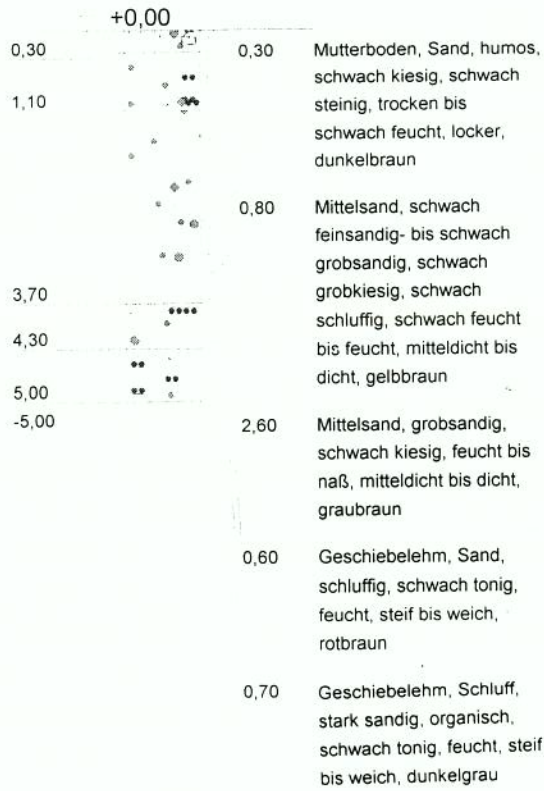 +0,00
0,30
1,10
3,70
4,30
5,00
-5,00
0,30 Mutterboden, Sand, humos,
schwach kiesig, schwach
steinig, trocken bis
schwach feucht, locker,
dunkelbraun
0,80 Mittelsand, schwach
feinsandig- bis schwach
grobsandig, schwach
grobkiesig, schwach
schluffig, schwach feucht
bis feucht, mitteldicht bis
dicht, gelbbraun
2,60 Mittelsand, grobsandig,
schwach kiesig, feucht bis
naß, mitteldicht bis dicht,
graubraun
0,60 Geschiebelehm, Sand,
schluffig, schwach tonig,
feucht, steif bis weich,
rotbraun
0,70 Geschiebelehm, Schluff,
stark sandig, organisch,
schwach tonig, feucht, steif
bis weich, dunkelgrau